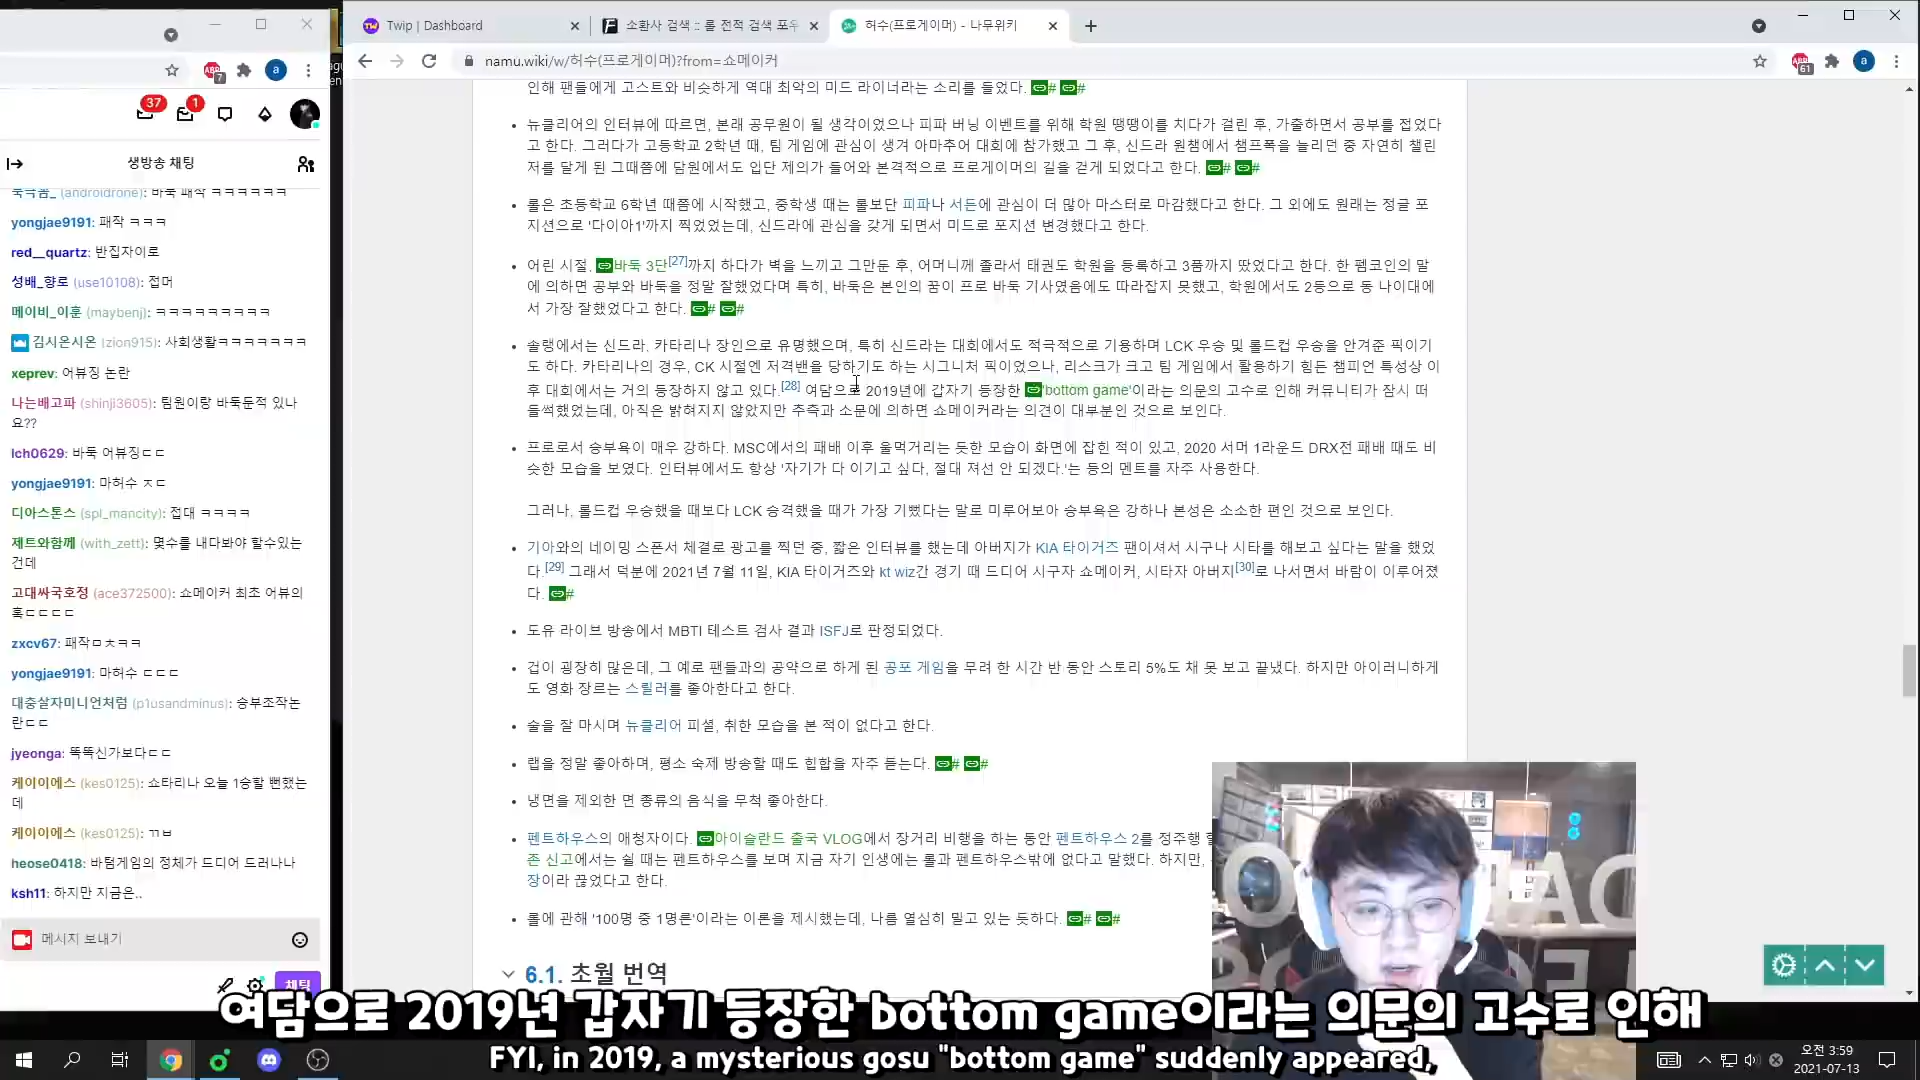 Twip | Dashboard
소환사 검색 :: 롤 전적 검색 포우
허수(프로게이머) - 나무위키
namu.wiki/w/허수(프로게이머)?from=쇼메이커
7
a
61
a
37
1
생방송 채팅
(androidrone): 바둑 패작 ㅋㅋㅋㅋㅋㅋ
yongjae9191: 패작 ㅋㅋㅋ
red__quartz: 반집자이로
성배_향로 (use10108): 접머
메이비_이훈 (maybenj): ㅋㅋㅋㅋㅋㅋㅋㅋㅋ
김시온시온 (zion915): 사회생활ㅋㅋㅋㅋㅋㅋㅋ
xeprev: 어뷰징 논란
나는배고파 (shinji3605): 팀원이랑 바둑둔적 있나
요??
lch0629: 바둑 어뷰징ㄷㄷ
yongjae9191: 마허수 ㅈㄷ
디아스톤스 (spl_mancity): 접대 ㅋㅋㅋㅋ
제트와함께 (with_zett): 몇수를 내다봐야 할수있는
건데
고대싸국호정 (ace372500): 쇼메이커 최초 어뷰의
혹ㄷㄷㄷㄷ
zxcv67: 패작ㅁㅊㅋㅋ
yongjae9191: 마허수 ㄷㄷㄷ
대충살자미니언처럼 (p1usandminus): 승부조작논
란ㄷㄷ
jyeonga: 똑똑신가보다ㄷㄷ
케이이에스 (kes0125): 쇼타리나 오늘 1승할 뻔했는
데
케이이에스 (kes0125): ㄲㅂ
heose0418: 바텀게임의 정체가 드디어 드러나나
ksh11: 하지만 지금은..
메시지 보내기
채팅
인해 팬들에게 고스트와 비슷하게 역대 최악의 미드 라이너라는 소리를 들었다. # #
• 뉴클리어의 인터뷰에 따르면, 본래 공무원이 될 생각이었으나 피파 버닝 이벤트를 위해 학원 땡땡이를 치다가 걸린 후, 가출하면서 공부를 접었다
고 한다. 그러다가 고등학교 2학년 때, 팀 게임에 관심이 생겨 아마추어 대회에 참가했고 그 후, 신드라 원챔에서 챔프폭을 늘리던 중 자연히 챌린
저를 달게 된 그때쯤에 담원에서도 입단 제의가 들어와 본격적으로 프로게이머의 길을 걷게 되었다고 한다. # #
• 롤은 초등학교 6학년 때쯤에 시작했고, 중학생 때는 롤보단 피파나 서든에 관심이 더 많아 마스터로 마감했다고 한다. 그 외에도 원래는 정글 포
지션으로 '다이아1'까지 찍었었는데, 신드라에 관심을 갖게 되면서 미드로 포지션 변경했다고 한다.
• 어린 시절, 바둑 3단[27]까지 하다가 벽을 느끼고 그만둔 후, 어머니께 졸라서 태권도 학원을 등록하고 3품까지 땄었다고 한다. 한 펨코인의 말
에 의하면 공부와 바둑을 정말 잘했었다며 특히, 바둑은 본인의 꿈이 프로 바둑 기사였음에도 따라잡지 못했고, 학원에서도 2등으로 동 나이대에
서 가장 잘했었다고 한다. # #
• 솔랭에서는 신드라, 카타리나 장인으로 유명했으며, 특히 신드라는 대회에서도 적극적으로 기용하며 LCK 우승 및 롤드컵 우승을 안겨준 픽이기
도 하다. 카타리나의 경우, CK 시절엔 저격밴을 당하기도 하는 시그니처 픽이었으나, 리스크가 크고 팀 게임에서 활용하기 힘든 챔피언 특성상 이
후 대회에서는 거의 등장하지 않고 있다.[28] 여담으로 2019년에 갑자기 등장한 'bottom game'이라는 의문의 고수로 인해 커뮤니티가 잠시 떠
들썩했었는데, 아직은 밝혀지지 않았지만 추측과 소문에 의하면 쇼메이커라는 의견이 대부분인 것으로 보인다.
• 프로로서 승부욕이 매우 강하다. MSC에서의 패배 이후 울먹거리는 듯한 모습이 화면에 잡힌 적이 있고, 2020 서머 1라운드 DRX전 패배 때도 비
슷한 모습을 보였다. 인터뷰에서도 항상 '자기가 다 이기고 싶다, 절대 져선 안 되겠다.'는 등의 멘트를 자주 사용한다.
그러나, 롤드컵 우승했을 때보다 LCK 승격했을 때가 가장 기뻤다는 말로 미루어보아 승부욕은 강하나 본성은 소소한 편인 것으로 보인다.
• 기아와의 네이밍 스폰서 체결로 광고를 찍던 중, 짧은 인터뷰를 했는데 아버지가 KIA 타이거즈 팬이셔서 시구나 시타를 해보고 싶다는 말을 했었
다.[29] 그래서 덕분에 2021년 7월 11일, KIA 타이거즈와 kt wiz간 경기 때 드디어 시구자 쇼메이커, 시타자 아버지[30]로 나서면서 바람이 이루어졌
다. #
• 도유 라이브 방송에서 MBTI 테스트 검사 결과 ISFJ로 판정되었다.
• 겁이 굉장히 많은데, 그 예로 팬들과의 공약으로 하게 된 공포 게임을 무려 한 시간 반 동안 스토리 5%도 채 못 보고 끝냈다. 하지만 아이러니하게
도 영화 장르는 스릴러를 좋아한다고 한다.
• 술을 잘 마시며 뉴클리어 피셜, 취한 모습을 본 적이 없다고 한다.
• 랩을 정말 좋아하며, 평소 숙제 방송할 때도 힙합을 자주 듣는다. # #
• 냉면을 제외한 면 종류의 음식을 무척 좋아한다.
• 펜트하우스의 애청자이다. 아이슬란드 출국 VLOG에서 장거리 비행을 하는 동안 펜트하우스 2를 정주행
존 신고에서는 쉴 때는 펜트하우스를 보며 지금 자기 인생에는 롤과 펜트하우스밖에 없다고 말했다. 하지만,
장이라 끊었다고 한다.
• 롤에 관해 '100명 중 1명론'이라는 이론을 제시했는데, 나름 열심히 밀고 있는 듯하다. # #
6.1. 초월 번역
여담으로 2019년 갑자기 등장한 bottom game이라는 의문의 고수로 인해
FYI, in 2019, a mysterious gosu "bottom game" suddenly appeared,
오전 3:59
2021-07-13